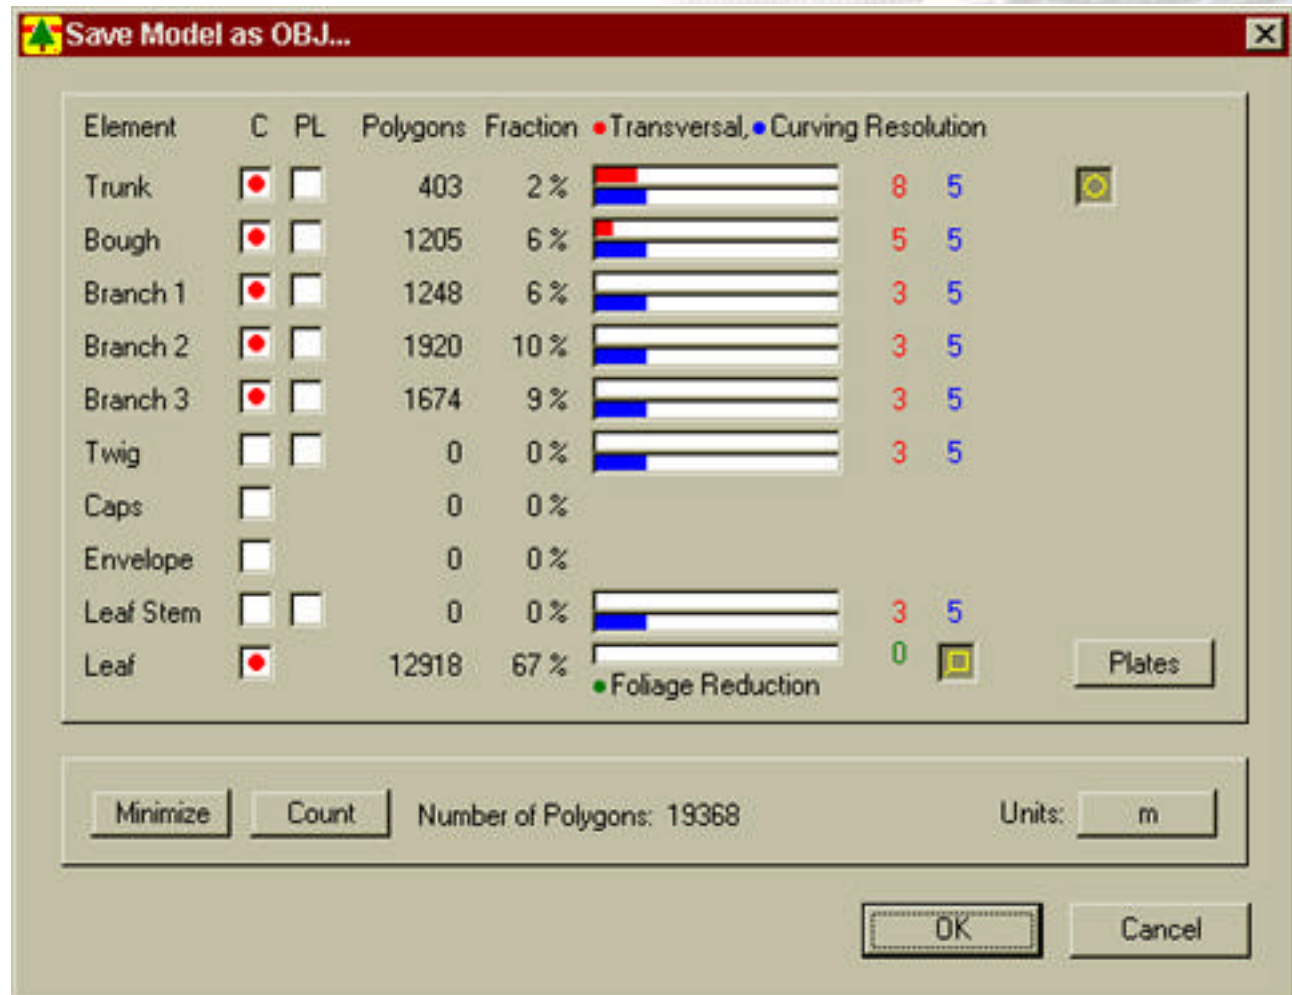 Save Model as OBJ...
Element C PL Polygons Fraction Transversal, Curving Resolution
Trunk 403 2 % 8 5
Bough 1205 6 % 5 5
Branch 1 1248 6 % 3 5
Branch 2 1920 10 % 3 5
Branch 3 1674 9 % 3 5
Twig 0 0 % 3 5
Caps 0 0 %
Envelope 0 0 %
Leaf Stem 0 0 % 3 5
Leaf 12918 67 % 0 Plates
Foliage Reduction
Minimize Count Number of Polygons: 19368 Units: m
OK Cancel